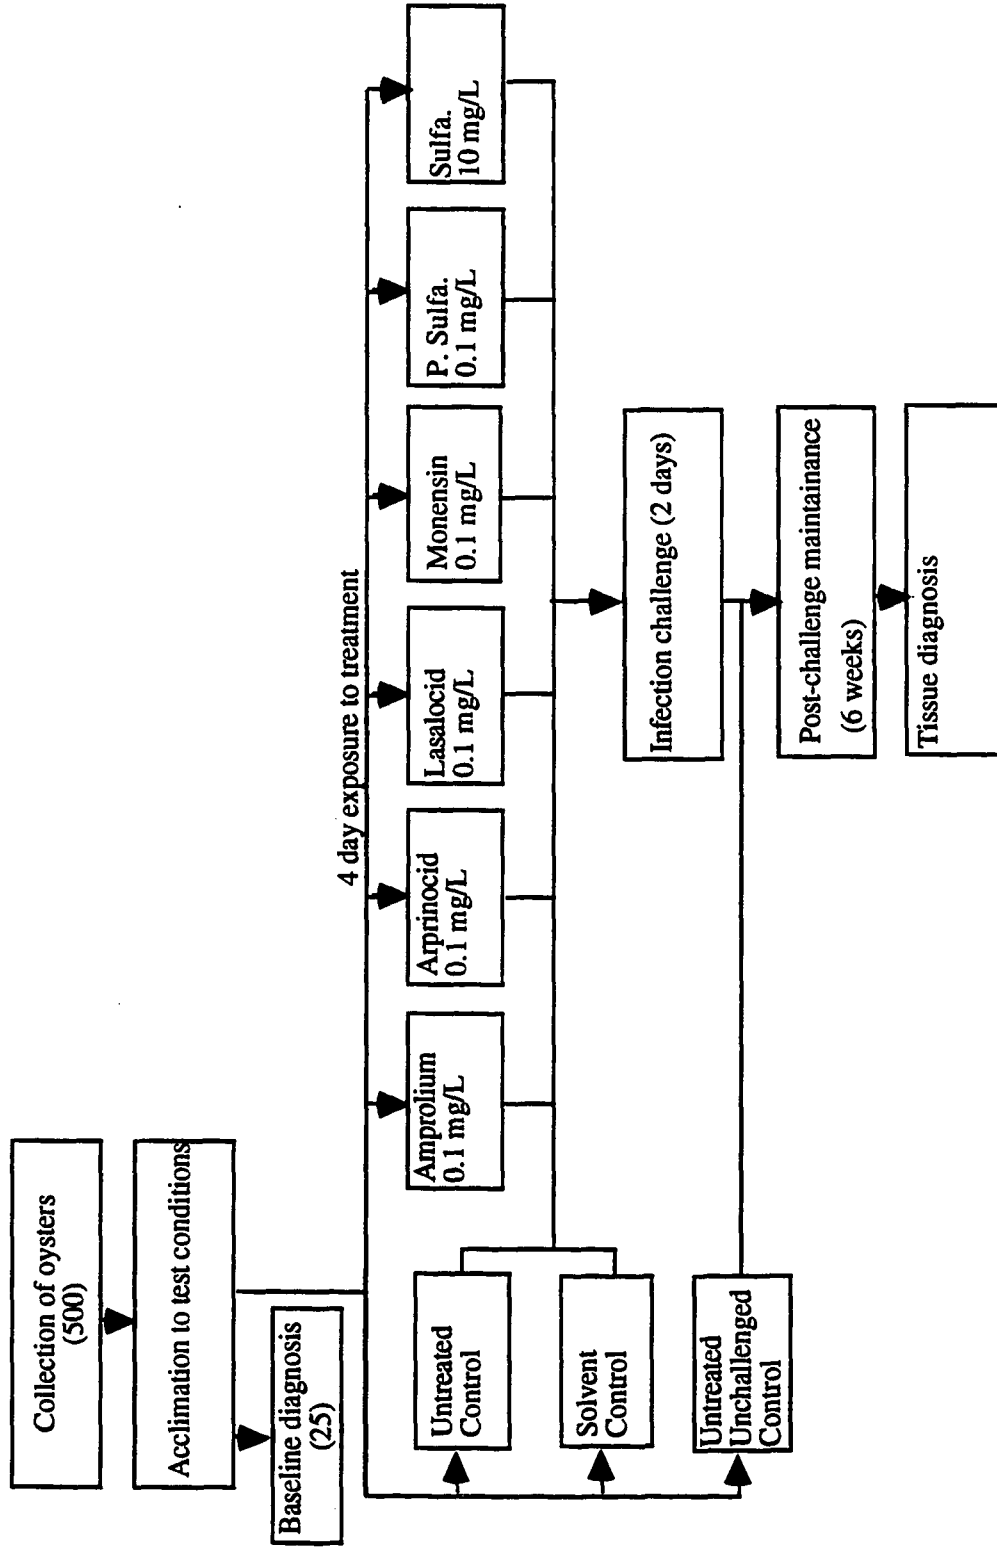 Collection of oysters
(500)
Acclimation to test conditions
Baseline diagnosis
(25)
4 day exposure to treatment
Untreated
Control
Solvent
Control
Untreated
Unchallenged
Control
Amprolium
0.1 mg/L
Arprinocid
0.1 mg/L
Lasalocid
0.1 mg/L
Monensin
0.1 mg/L
P. Sulfa.
0.1 mg/L
Sulfa.
10 mg/L
Infection challenge (2 days)
Post-challenge maintainance
(6 weeks)
Tissue diagnosis